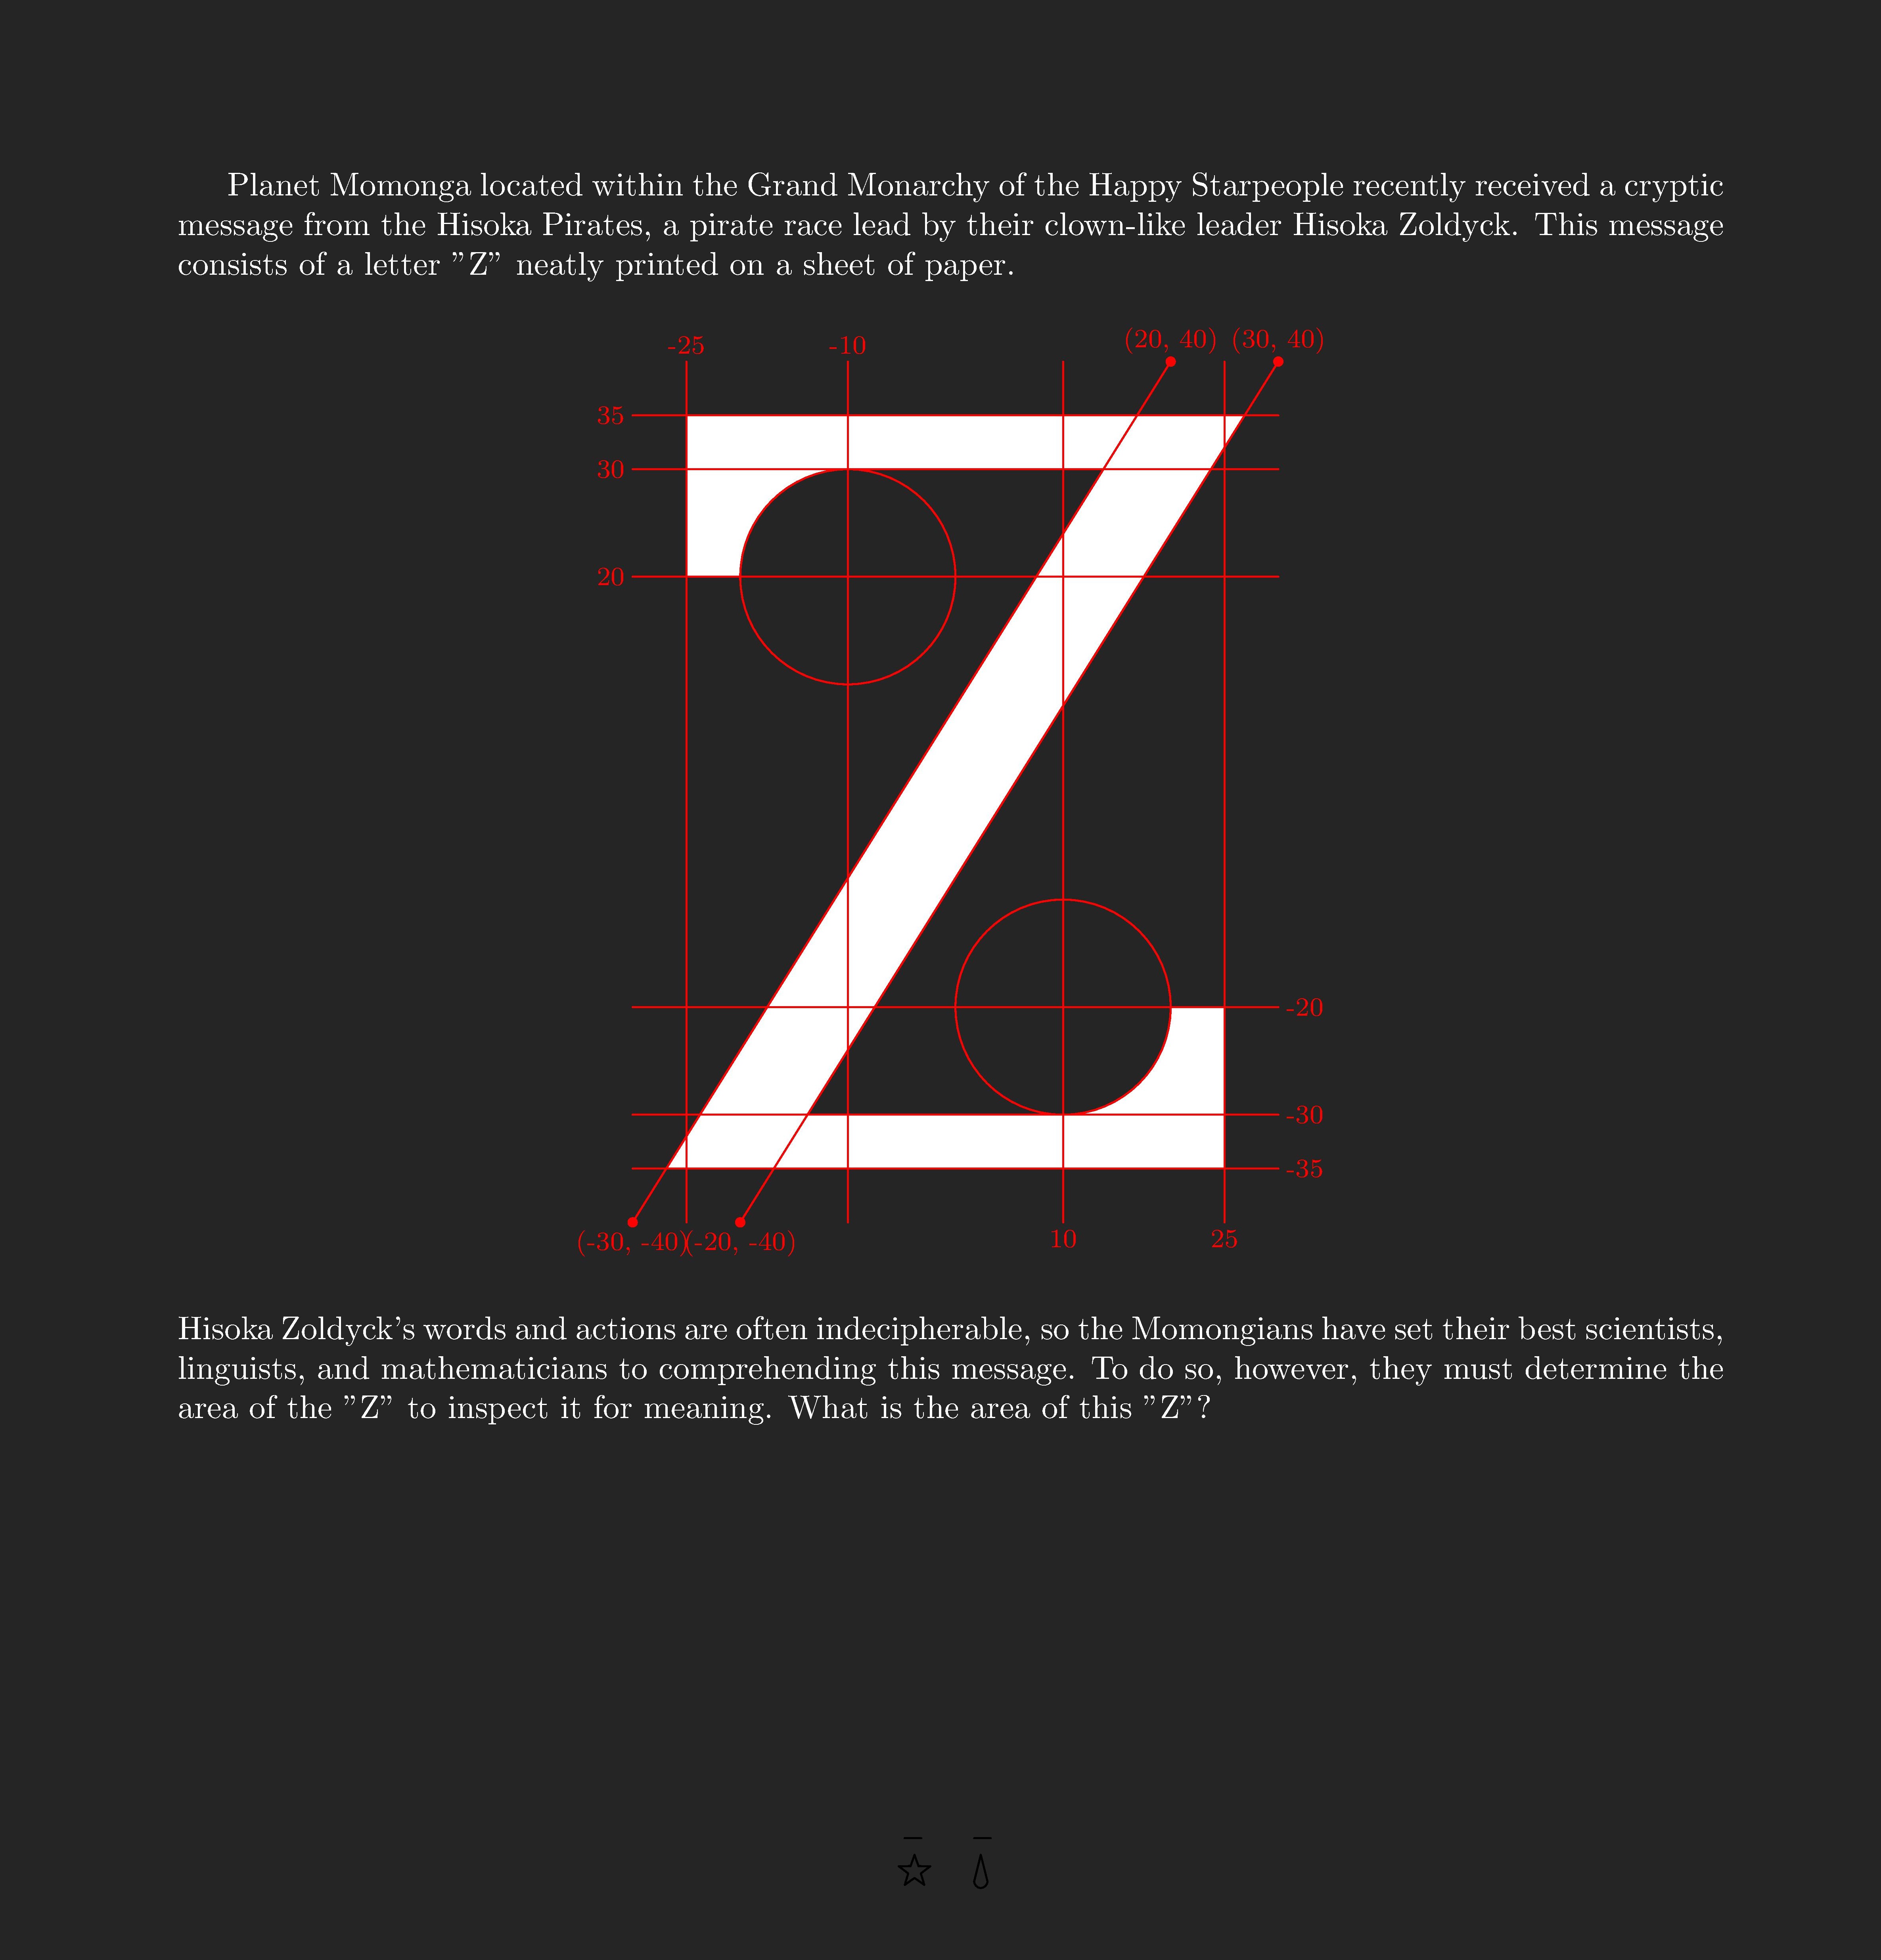 Planet Momonga located within the Grand Monarchy of the Happy Starpeople recently received a cryptic
message from the Hisoka Pirates, a pirate race lead by their clown-like leader Hisoka Zoldyck. This message
consists of a letter ”Z” neatly printed on a sheet of paper.
(20, 40) (30, 40)
-25 -10
35
30
20
-20
-30
-35
(-30, -40)(-20, -40) 10 25
Hisoka Zoldyck's words and actions are often indecipherable, so the Momongians have set their best scientists,
linguists, and mathematicians to comprehending this message. To do so, however, they must determine the
area of the ”Z” to inspect it for meaning. What is the area of this ”Z”?